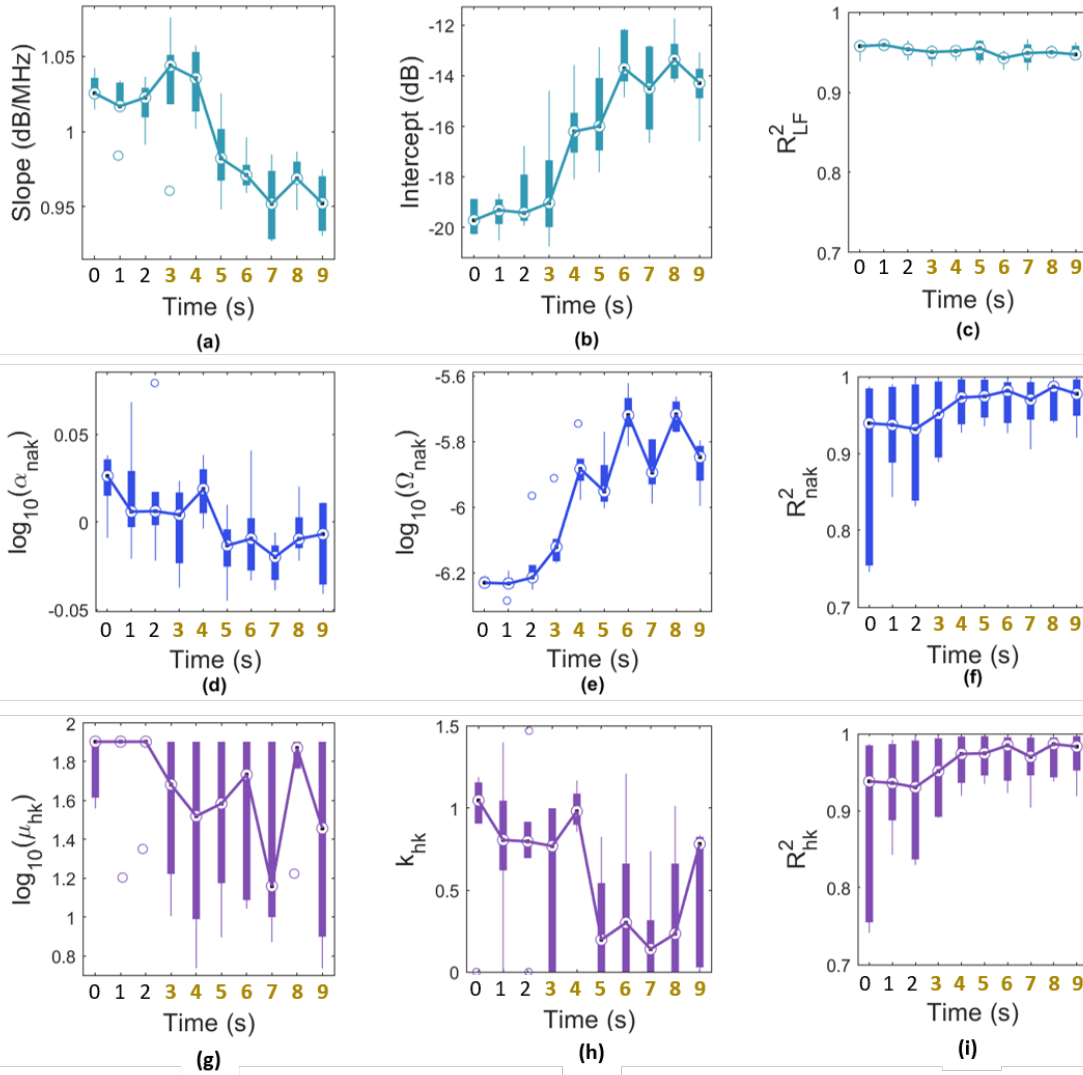 Slope (dB/MHz)
1.05
1
0.95
0 1 2 3 4 5 6 7 8 9
Time (s)
(a)
Intercept (dB)
-12
-14
-16
-18
-20
0 1 2 3 4 5 6 7 8 9
Time (s)
(b)
R²_LF
1
0.9
0.8
0.7
0 1 2 3 4 5 6 7 8 9
Time (s)
(c)
log₁₀(α_nak)
0.05
0
-0.05
0 1 2 3 4 5 6 7 8 9
Time (s)
(d)
log₁₀(Ω_nak)
-5.6
-5.8
-6
-6.2
0 1 2 3 4 5 6 7 8 9
Time (s)
(e)
R²_nak
1
0.9
0.8
0.7
0 1 2 3 4 5 6 7 8 9
Time (s)
(f)
log₁₀(μ_hk)
2
1.8
1.6
1.4
1.2
1
0.8
0 1 2 3 4 5 6 7 8 9
Time (s)
(g)
k_hk
1.5
1
0.5
0
0 1 2 3 4 5 6 7 8 9
Time (s)
(h)
R²_hk
1
0.9
0.8
0.7
0 1 2 3 4 5 6 7 8 9
Time (s)
(i)